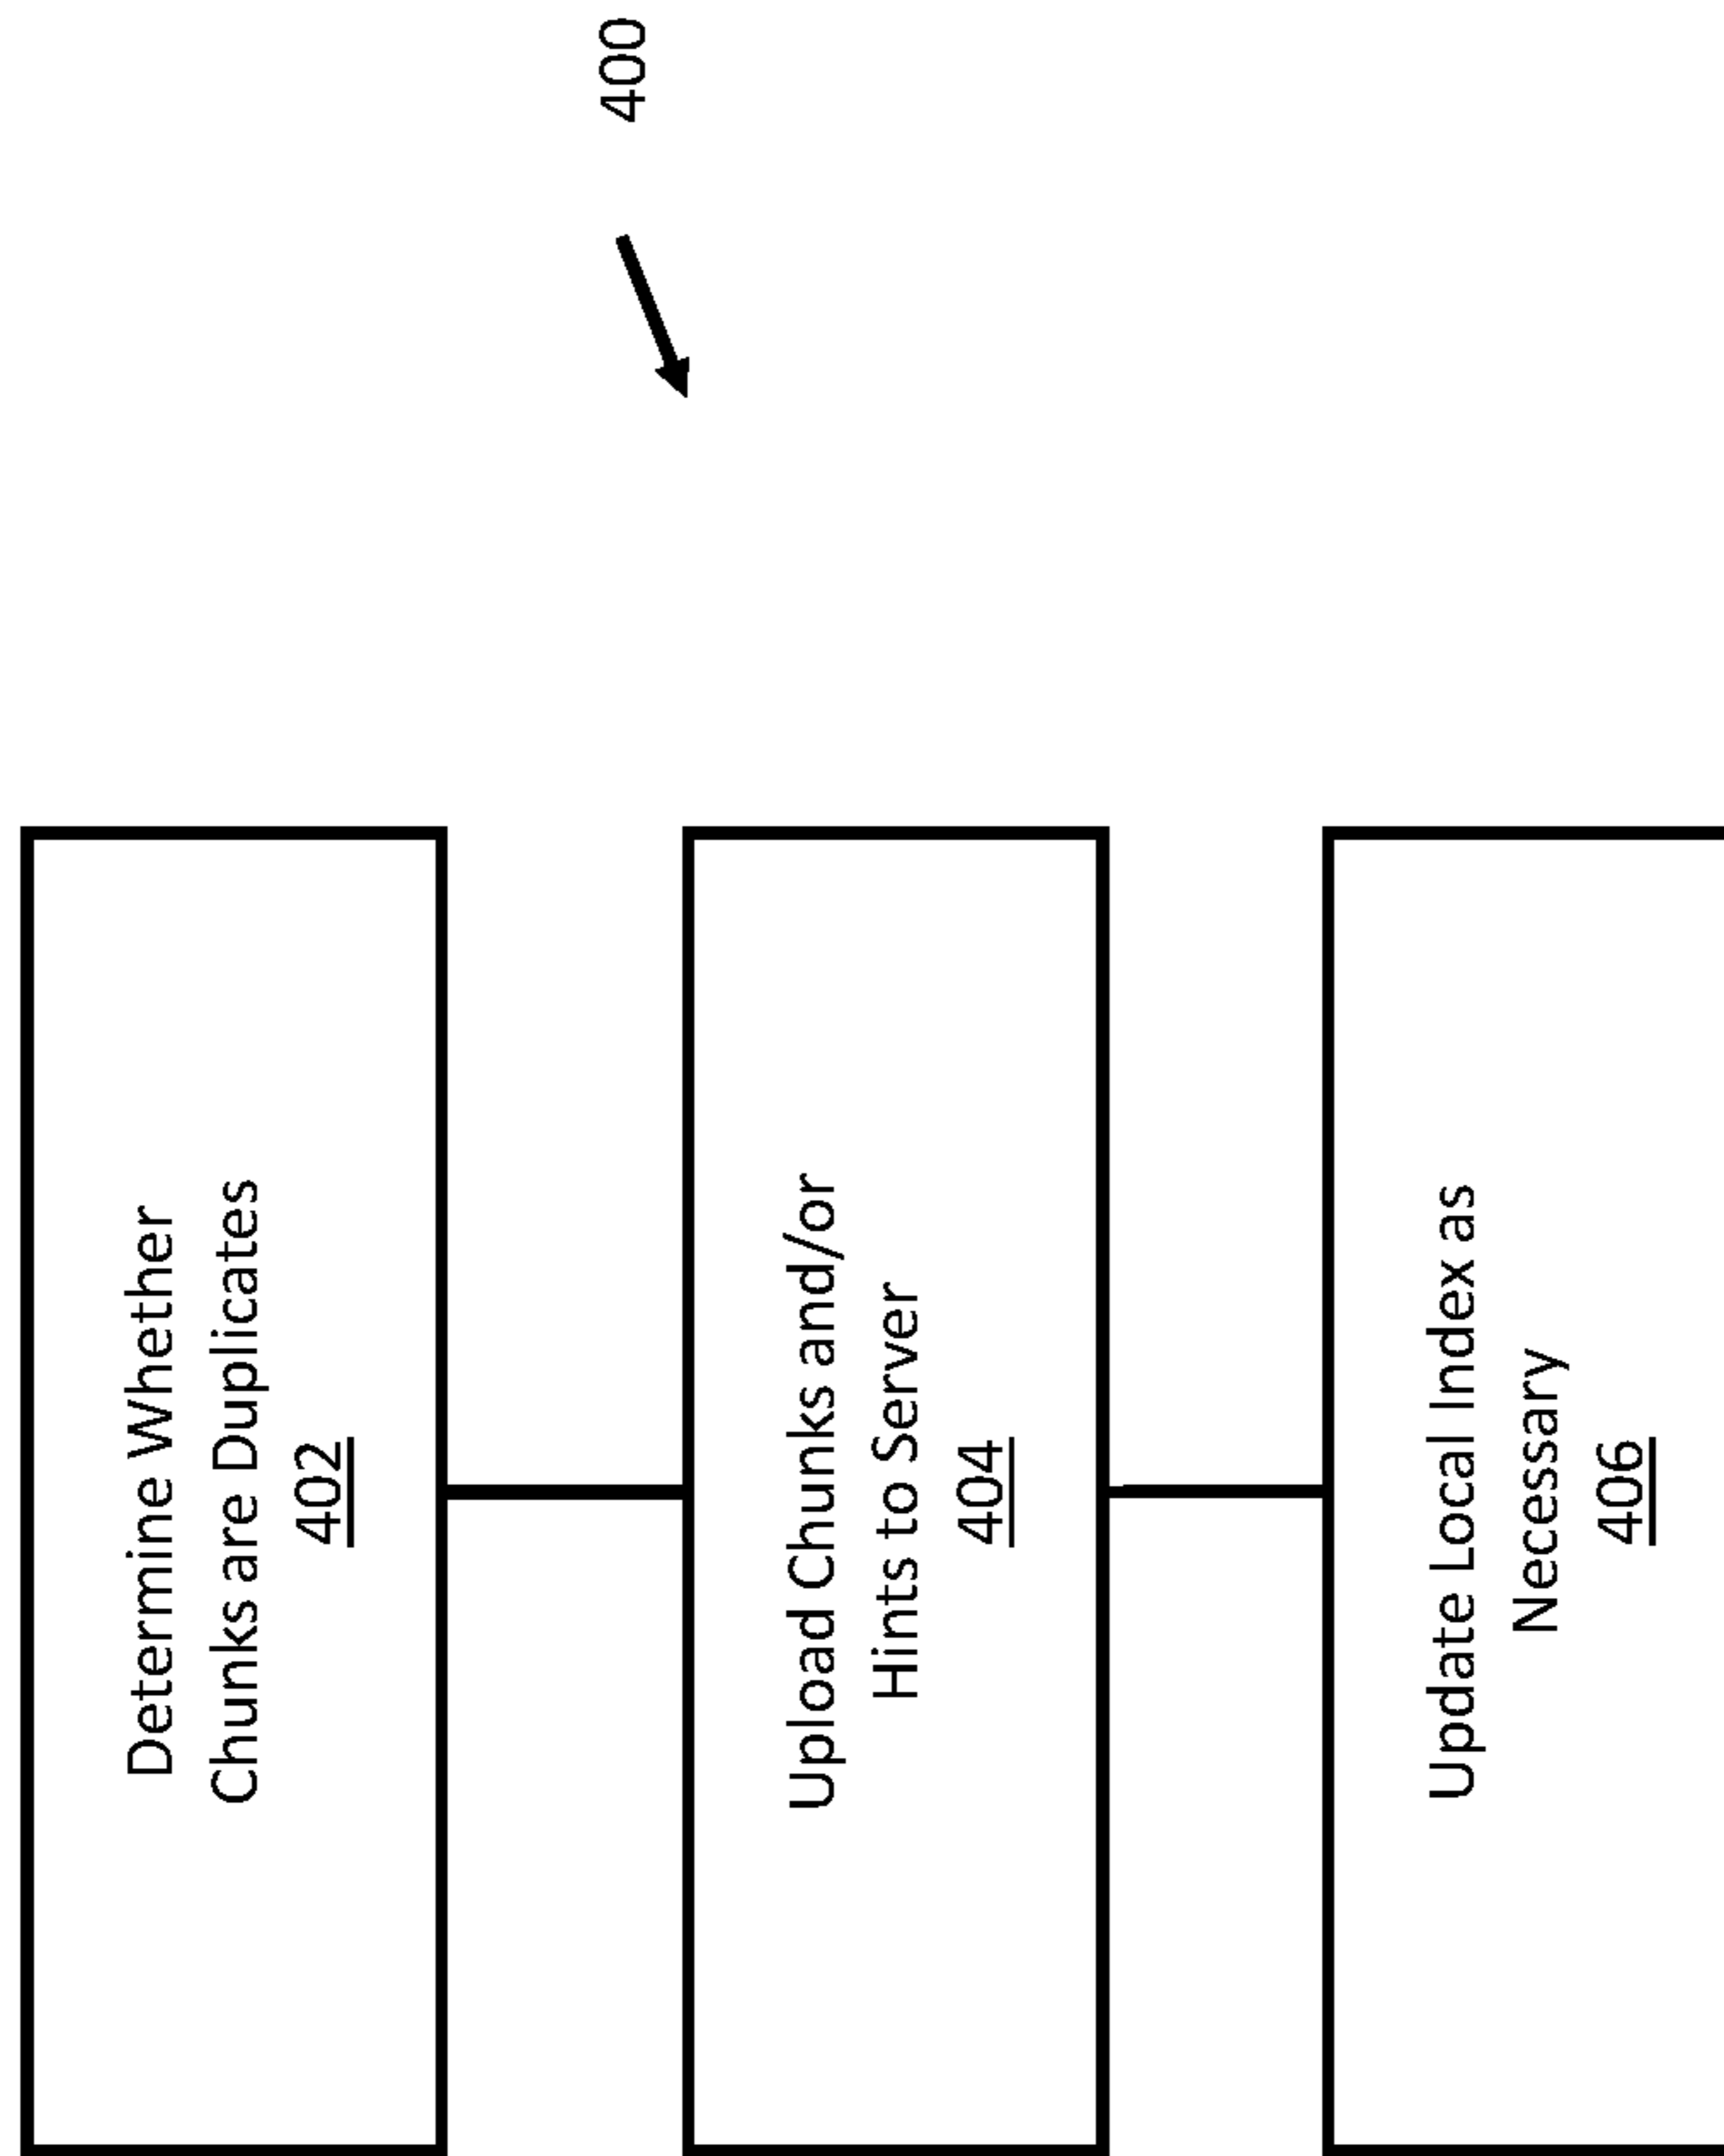 400
Determine Whether
Chunks are Duplicates
402
Upload Chunks and/or
Hints to Server
404
Update Local Index as
Necessary
406